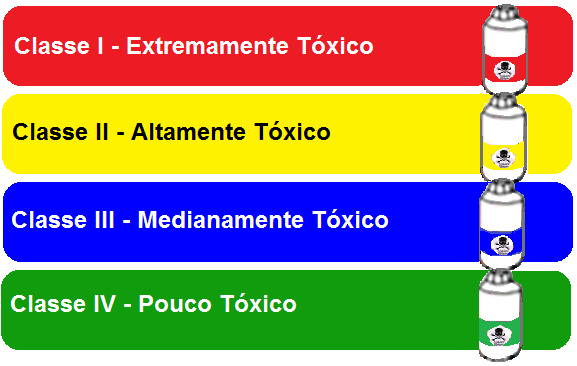 Classe I - Extremamente Tóxico
Classe II - Altamente Tóxico
Classe III - Medianamente Tóxico
Classe IV - Pouco Tóxico